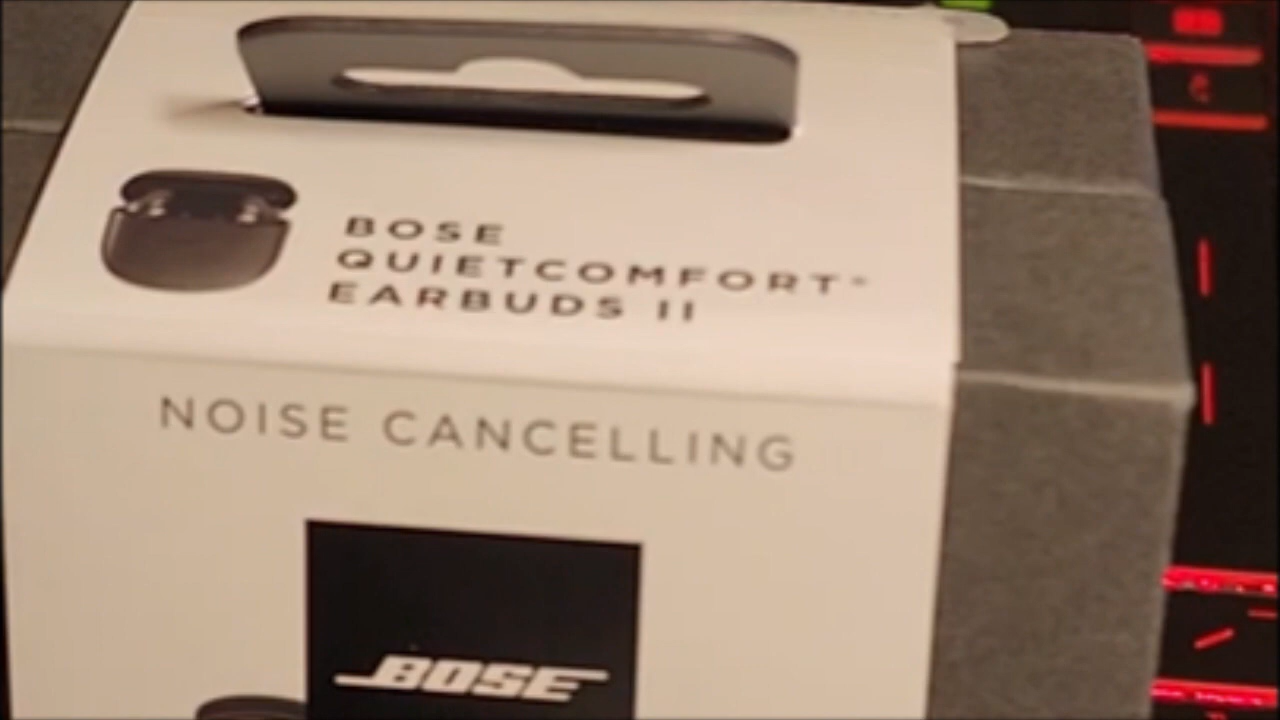 BOSE
QUIETCOMFORT
EARBUDS II
NOISE CANCELLING
BOSE